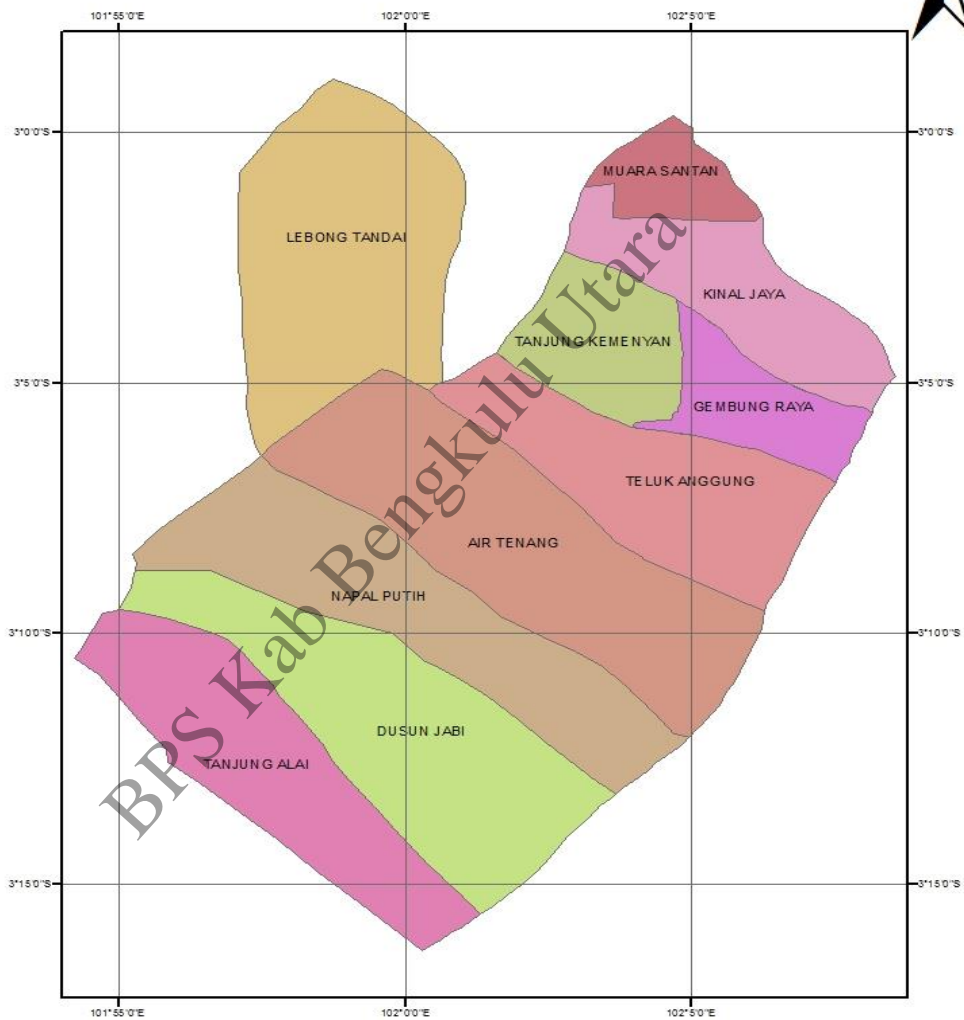 101°55'0"E 102°0'0"E 102°5'0"E
3°0'0"S 3°0'0"S
MUARA SANTAN
LEBONG TANDAI
KINAL JAYA
TANJUNG KEMENYAN
3°5'0"S 3°5'0"S
GEMBUNG RAYA
TELUK ANGGUNG
AIR TENANG
NAPAL PUTIH
3°10'0"S 3°10'0"S
DUSUN JABI
TANJUNG ALAI
BPS Kab Bengkulu Utara
3°15'0"S 3°15'0"S
101°55'0"E 102°0'0"E 102°5'0"E